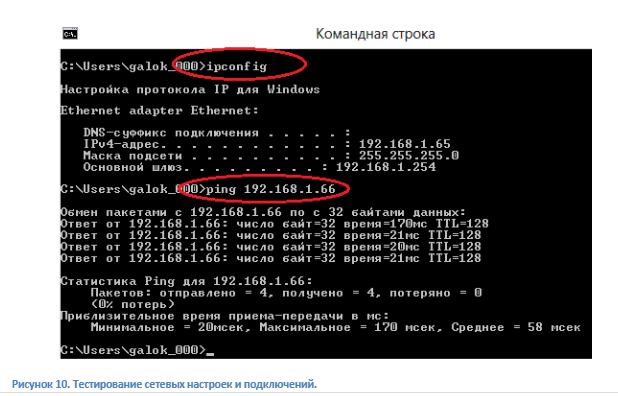 Командная строка
C:\Users\galok_000>ipconfig
Настройка протокола IP для Windows
Ethernet adapter Ethernet:
DNS-суффикс подключения . . . . . :
IPv4-адрес. . . . . . . . . . . . : 192.168.1.65
Маска подсети . . . . . . . . . . : 255.255.255.0
Основной шлюз. . . . . . . . . : 192.168.1.254
C:\Users\galok_000>ping 192.168.1.66
Обмен пакетами с 192.168.1.66 по с 32 байтами данных:
Ответ от 192.168.1.66: число байт=32 время=170мс TTL=128
Ответ от 192.168.1.66: число байт=32 время=21мс TTL=128
Ответ от 192.168.1.66: число байт=32 время=20мс TTL=128
Ответ от 192.168.1.66: число байт=32 время=21мс TTL=128
Статистика Ping для 192.168.1.66:
Пакетов: отправлено = 4, получено = 4, потеряно = 0
(0% потерь)
Приблизительное время приема-передачи в мс:
Минимальное = 20мсек, Максимальное = 170 мсек, Среднее = 58 мсек
C:\Users\galok_000>_
Рисунок 10. Тестирование сетевых настроек и подключений.